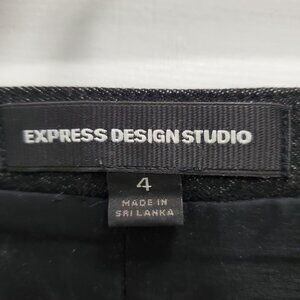 EXPRESS DESIGN STUDIO
4
MADE IN
SRI LANKA